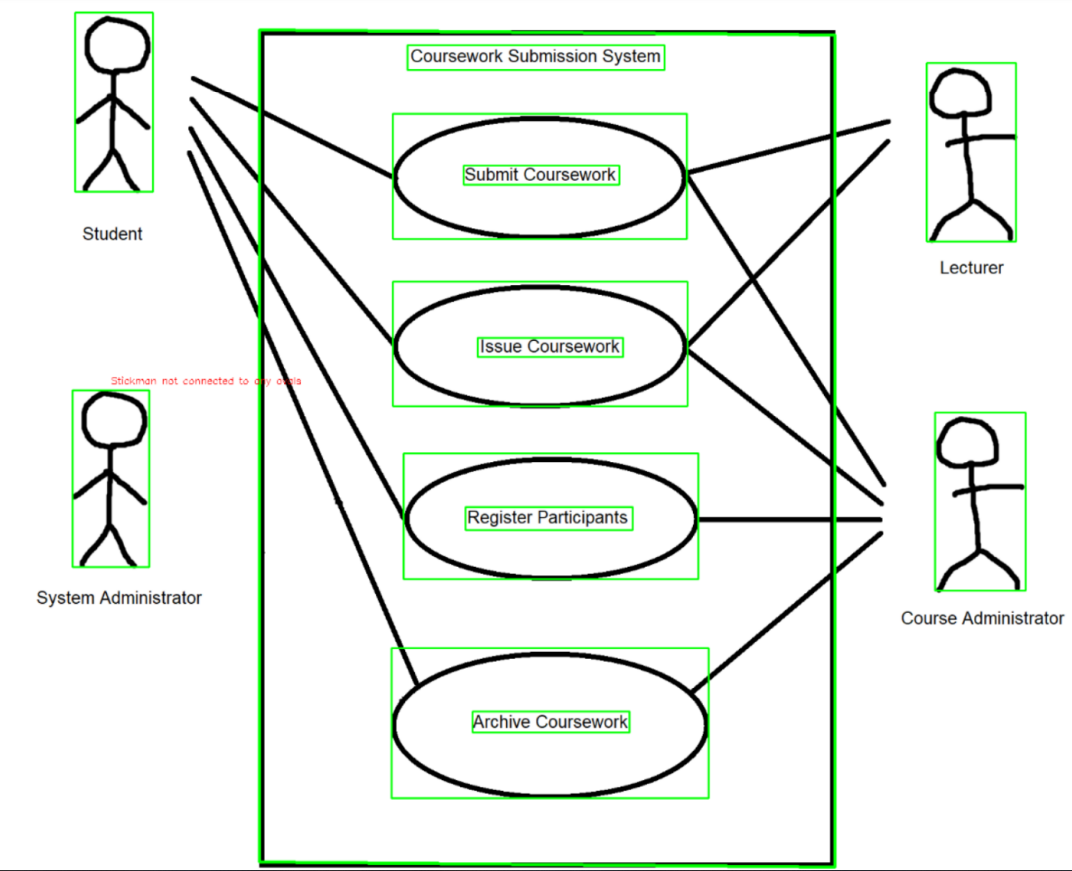 Coursework Submission System
Submit Coursework
Student
Lecturer
Issue Coursework
Stickman not connected to any ovals
Register Participants
System Administrator
Course Administrator
Archive Coursework